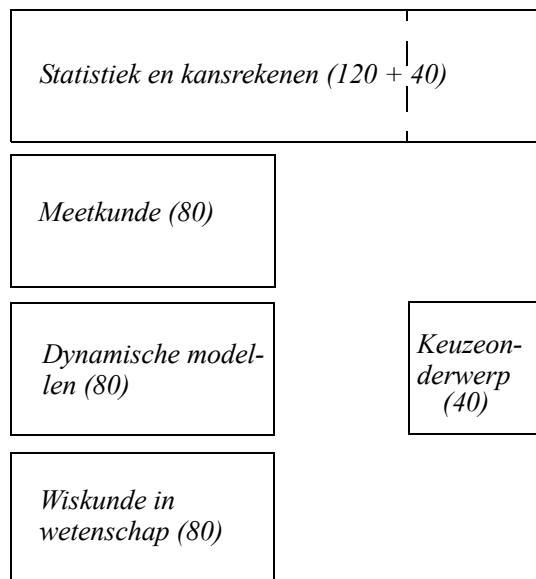 Statistiek en kansrekenen (120 + 40)
Meetkunde (80)
Dynamische model-
len (80)
Keuzeon-
derwerp
(40)
Wiskunde in
wetenschap (80)